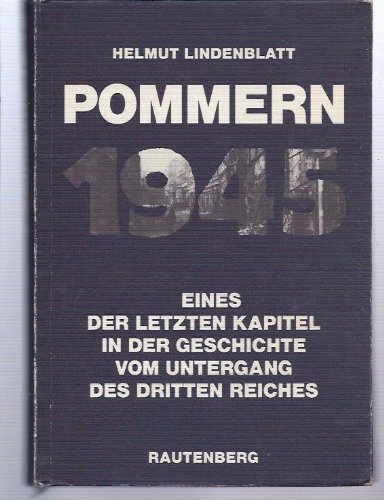 HELMUT LINDENBLATT
POMMERN
1945
EINES
DER LETZTEN KAPITEL
IN DER GESCHICHTE
VOM UNTERGANG
DES DRITTEN REICHES
RAUTENBERG